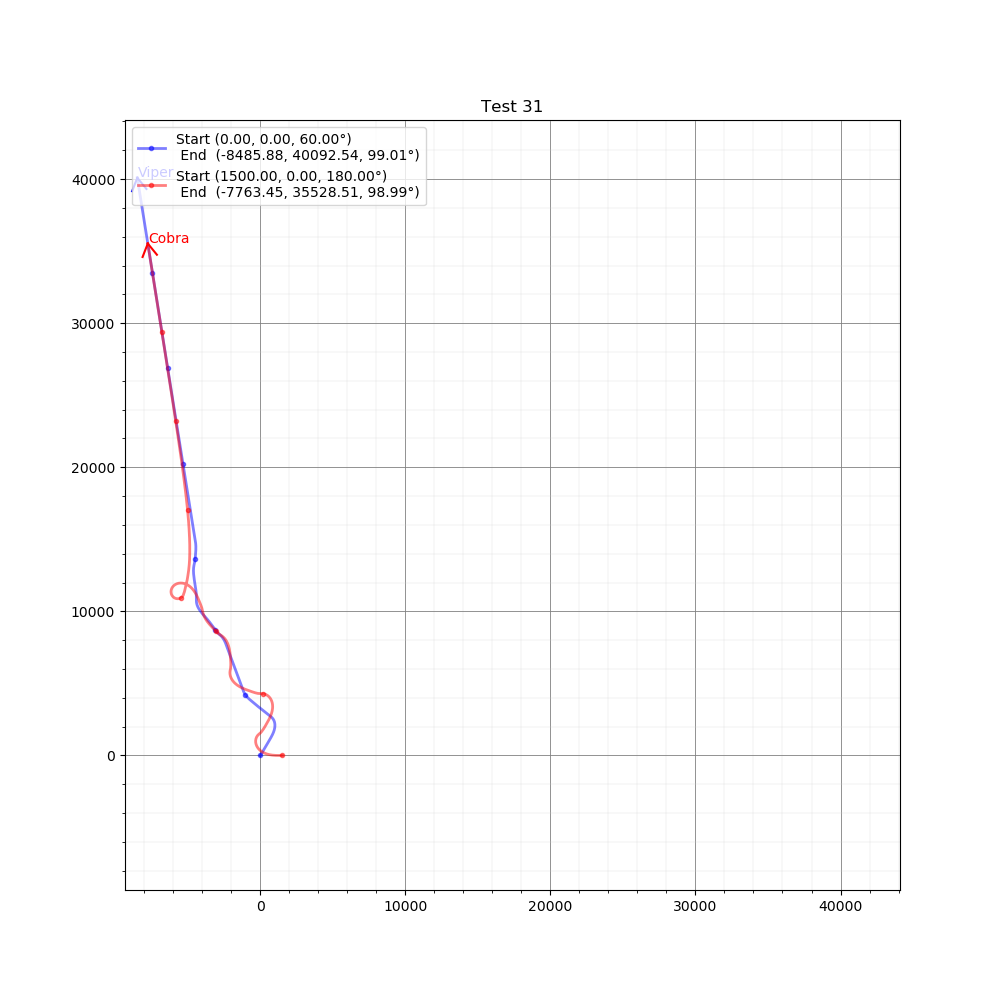 Test 31
Start (0.00, 0.00, 60.00°)
End (-8485.88, 40092.54, 99.01°)
Start (1500.00, 0.00, 180.00°)
End (-7763.45, 35528.51, 98.99°)
Viper
Cobra
40000
30000
20000
10000
0
0
10000
20000
30000
40000